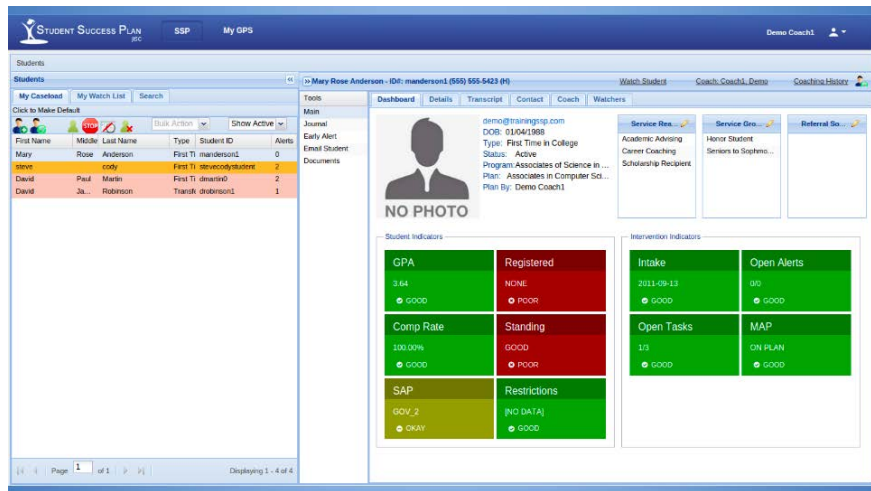 STUDENT SUCCESS PLAN
SSP
My GPS
Demo Coach1
Students
Students
Mary Rose Anderson - ID#: manderson1 (555) 555-5423 (H)
Watch Student
Coach: Coach1, Demo
Coaching History
My Caseload
My Watch List
Search
Click to Make Default
STOP
Bulk Action
Show Active
First Name Middle Last Name Type Student ID Alerts
Mary Rose Anderson First Ti manderson1 0
steve cody First Ti stevecodystudent 2
David Paul Martin First Ti dmartin0 2
David Ja... Robinson Transfe drobinson1 1
Page 1 of 1
Displaying 1 - 4 of 4
Tools
Main
Journal
Early Alert
Email Student
Documents
Dashboard
Details
Transcript
Contact
Coach
Watchers
NO PHOTO
demo@trainingssp.com
DOB: 01/04/1988
Type: First Time in College
Status: Active
Program: Associates of Science in ...
Plan: Associates in Computer Sci...
Plan By: Demo Coach1
Service Rea...
Academic Advising
Career Coaching
Scholarship Recipient
Service Gro...
Honor Student
Seniors to Sophmo...
Referral So...
Student Indicators
GPA
3.64
GOOD
Registered
NONE
POOR
Comp Rate
100.00%
GOOD
Standing
GOOD
POOR
SAP
GOV_2
OKAY
Restrictions
[NO DATA]
GOOD
Intervention Indicators
Intake
2011-09-13
GOOD
Open Alerts
0/0
GOOD
Open Tasks
1/3
GOOD
MAP
ON PLAN
GOOD